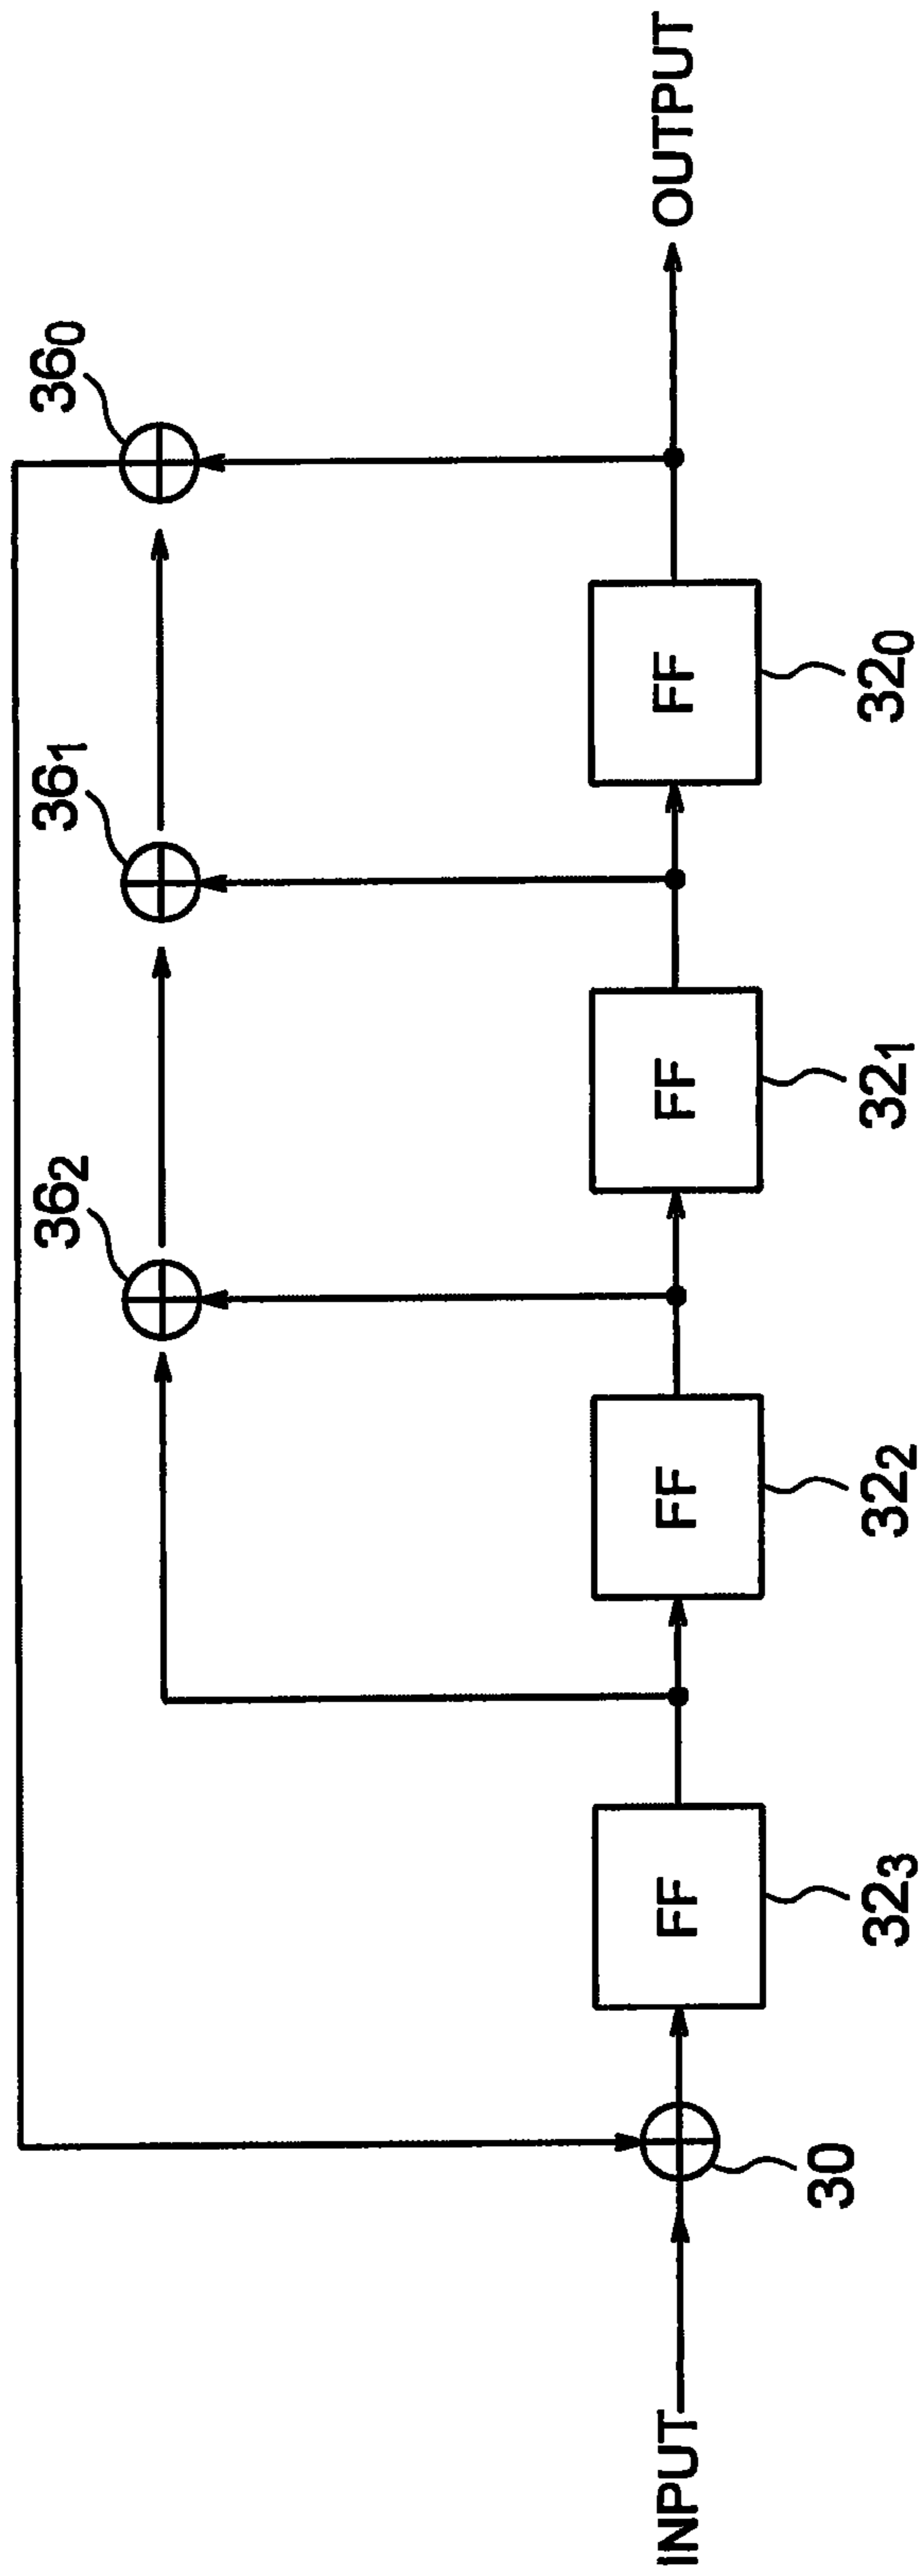 36₂
36₁
36₀
INPUT
FF
FF
FF
FF
OUTPUT
30
32₃
32₂
32₁
32₀